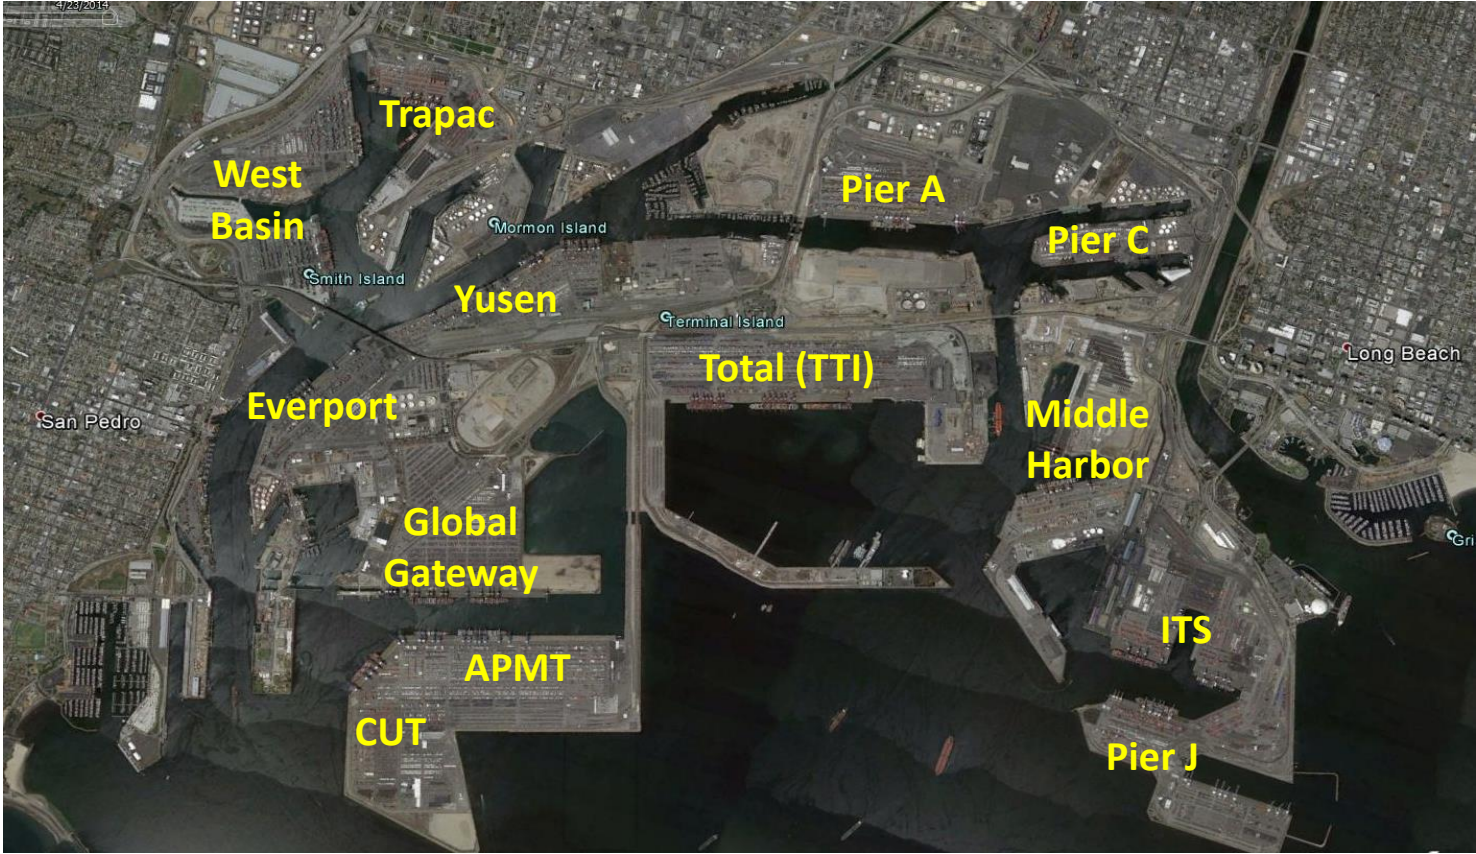 4/23/2014
Trapac
West
Basin
Pier A
Mormon Island
Pier C
Smith Island
Yusen
Terminal Island
Long Beach
Total (TTI)
Everport
San Pedro
Middle
Harbor
Global
Gateway
Gri
ITS
APMT
CUT
Pier J